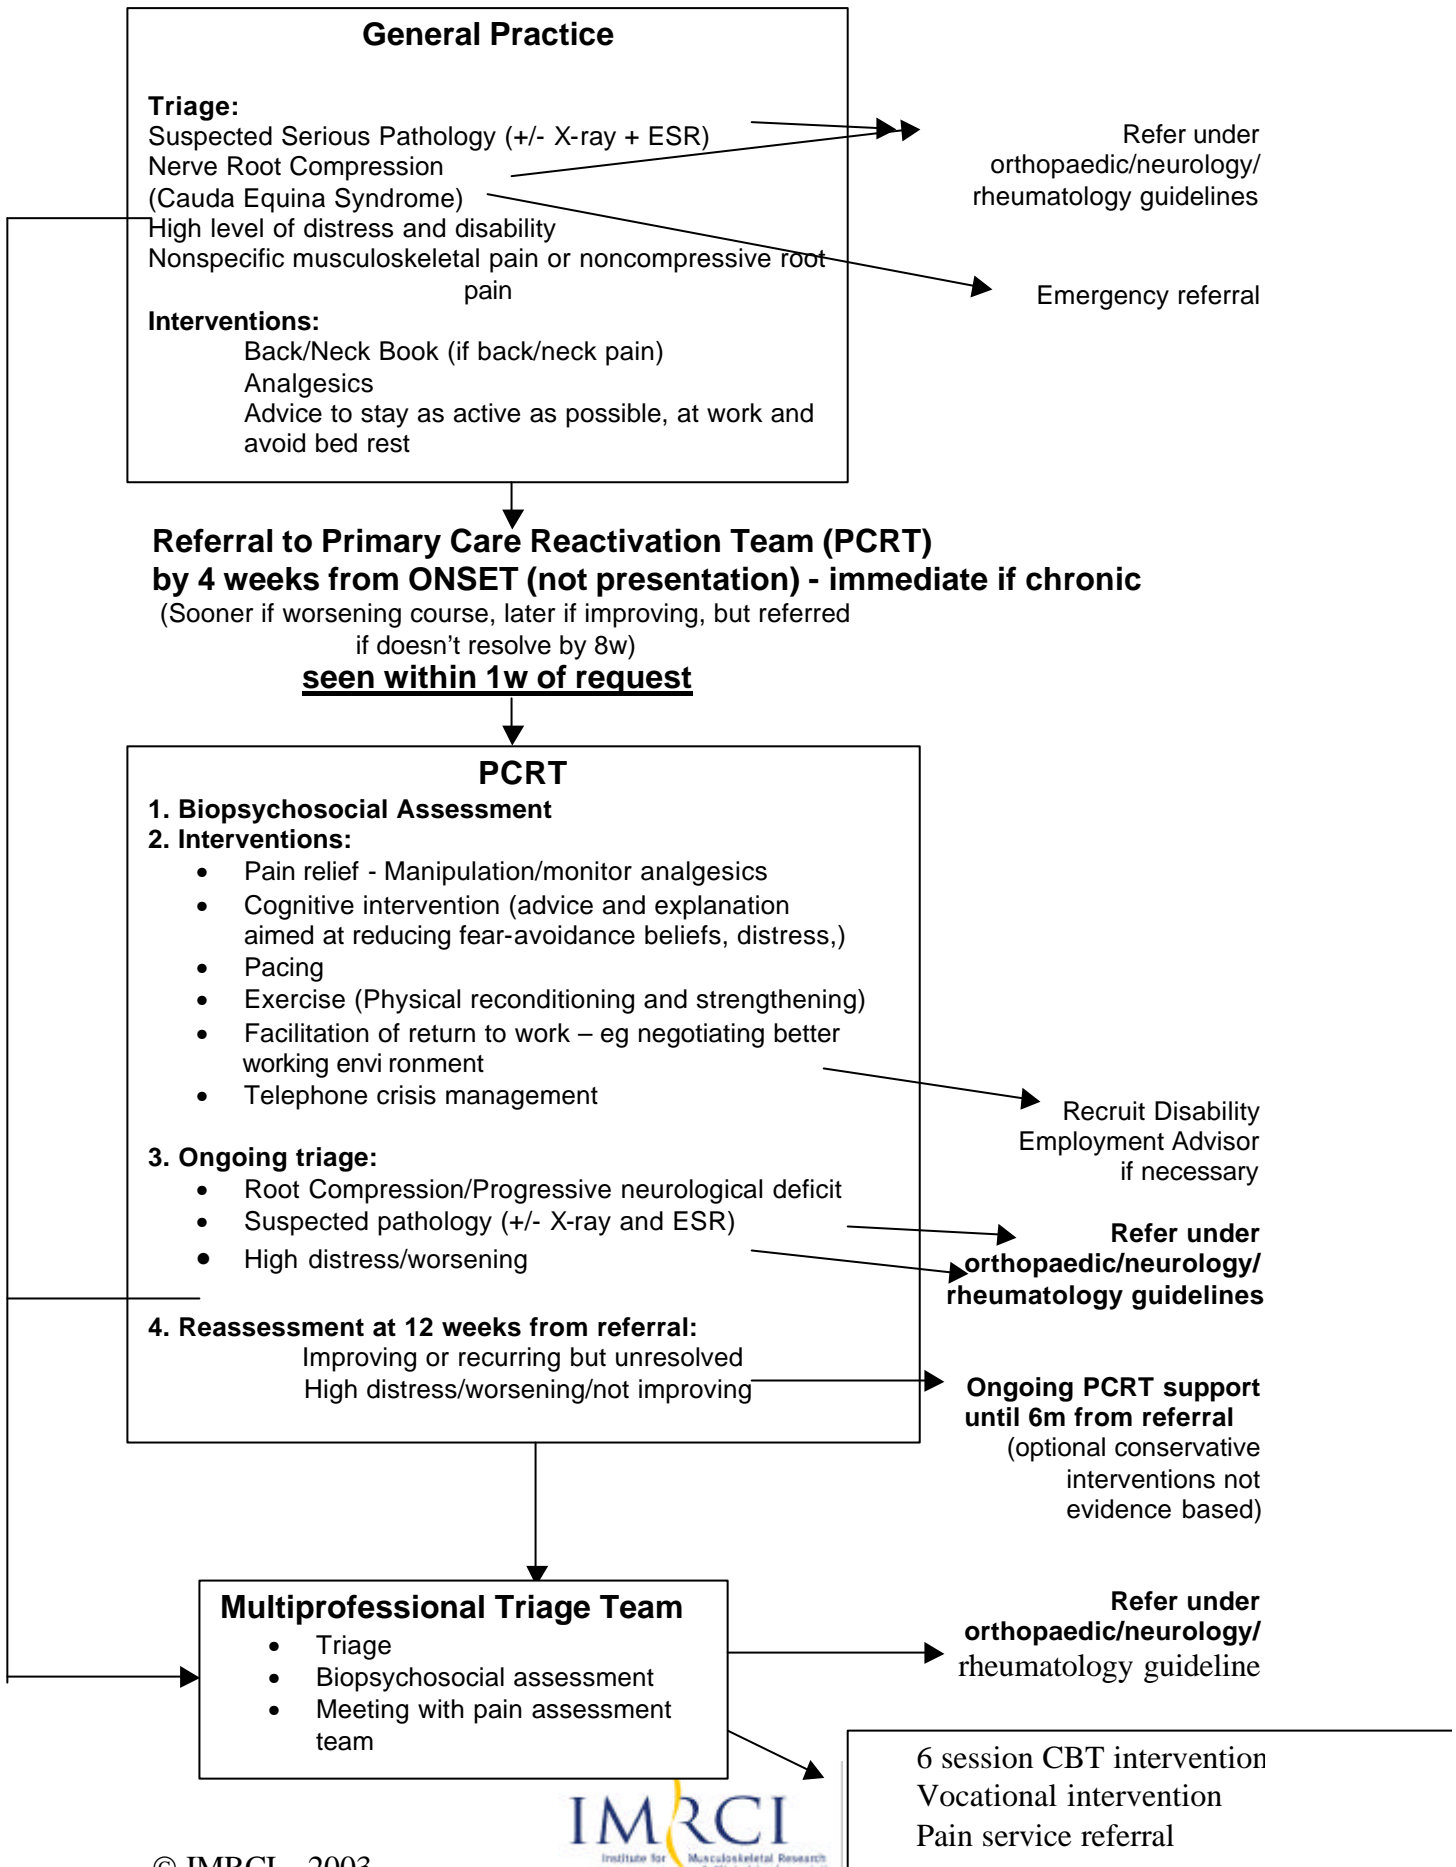 General Practice
Triage:
Suspected Serious Pathology (+/- X-ray + ESR)
Nerve Root Compression
(Cauda Equina Syndrome)
High level of distress and disability
Nonspecific musculoskeletal pain or noncompressive root
pain
Interventions:
Back/Neck Book (if back/neck pain)
Analgesics
Advice to stay as active as possible, at work and
avoid bed rest
Refer under
orthopaedic/neurology/
rheumatology guidelines
Emergency referral
Referral to Primary Care Reactivation Team (PCRT)
by 4 weeks from ONSET (not presentation) - immediate if chronic
(Sooner if worsening course, later if improving, but referred
if doesn't resolve by 8w)
seen within 1w of request
PCRT
1. Biopsychosocial Assessment
2. Interventions:
• Pain relief - Manipulation/monitor analgesics
• Cognitive intervention (advice and explanation
aimed at reducing fear-avoidance beliefs, distress,)
• Pacing
• Exercise (Physical reconditioning and strengthening)
• Facilitation of return to work – eg negotiating better
working envi ronment
• Telephone crisis management
Recruit Disability
Employment Advisor
if necessary
3. Ongoing triage:
• Root Compression/Progressive neurological deficit
• Suspected pathology (+/- X-ray and ESR)
• High distress/worsening
Refer under
orthopaedic/neurology/
rheumatology guidelines
4. Reassessment at 12 weeks from referral:
Improving or recurring but unresolved
High distress/worsening/not improving
Ongoing PCRT support
until 6m from referral
(optional conservative
interventions not
evidence based)
Multiprofessional Triage Team
• Triage
• Biopsychosocial assessment
• Meeting with pain assessment
team
Refer under
orthopaedic/neurology/
rheumatology guideline
6 session CBT intervention
Vocational intervention
Pain service referral
IMRCI
Institute for Musculoskeletal Research
© IMRCI 2003